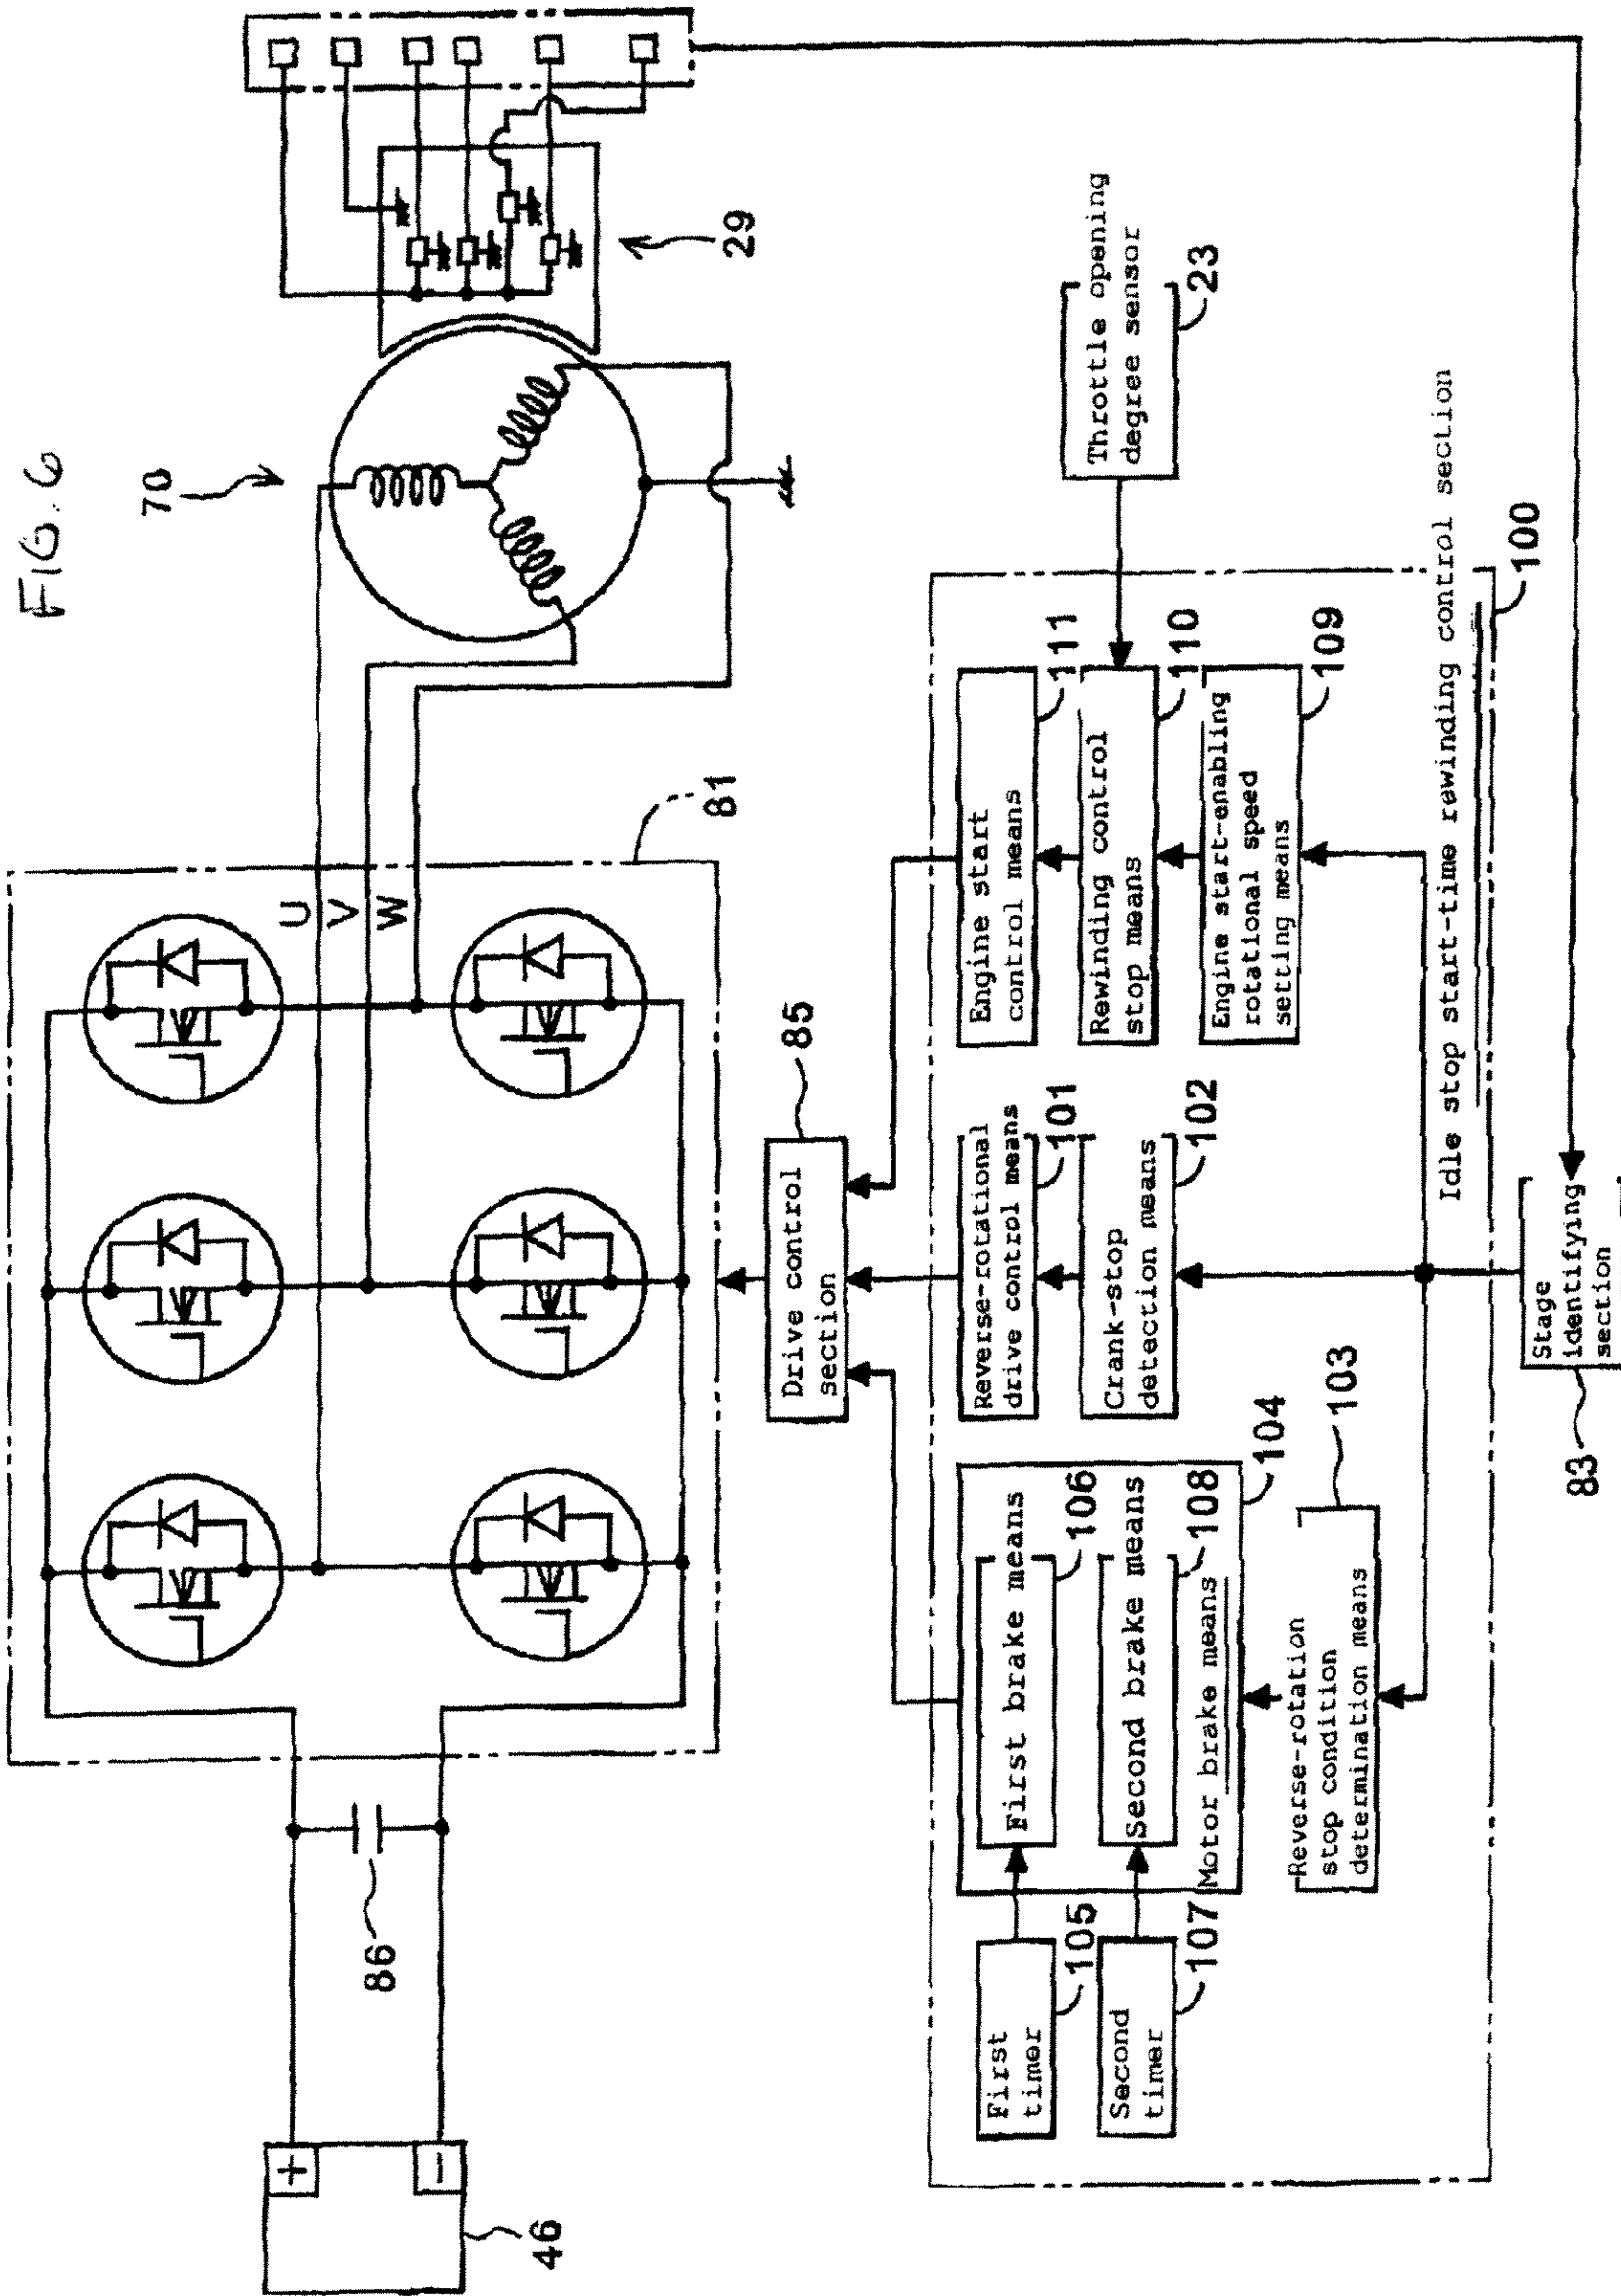 FIG. 6
70
29
81
U
V
W
86
+
−
46
85
Drive control
section
Throttle opening
degree sensor
23
Engine start
control means
111
Rewinding control
stop means
110
Engine start-enabling
rotational speed
setting means
109
Reverse-rotational
drive control means
101
Crank-stop
detection means
102
First brake means
106
Second brake means
108
Motor brake means
104
First
timer
105
Second
timer
107
Reverse-rotation
stop condition
determination means
103
Idle stop start-time rewinding control section
100
Stage
identifying
section
83